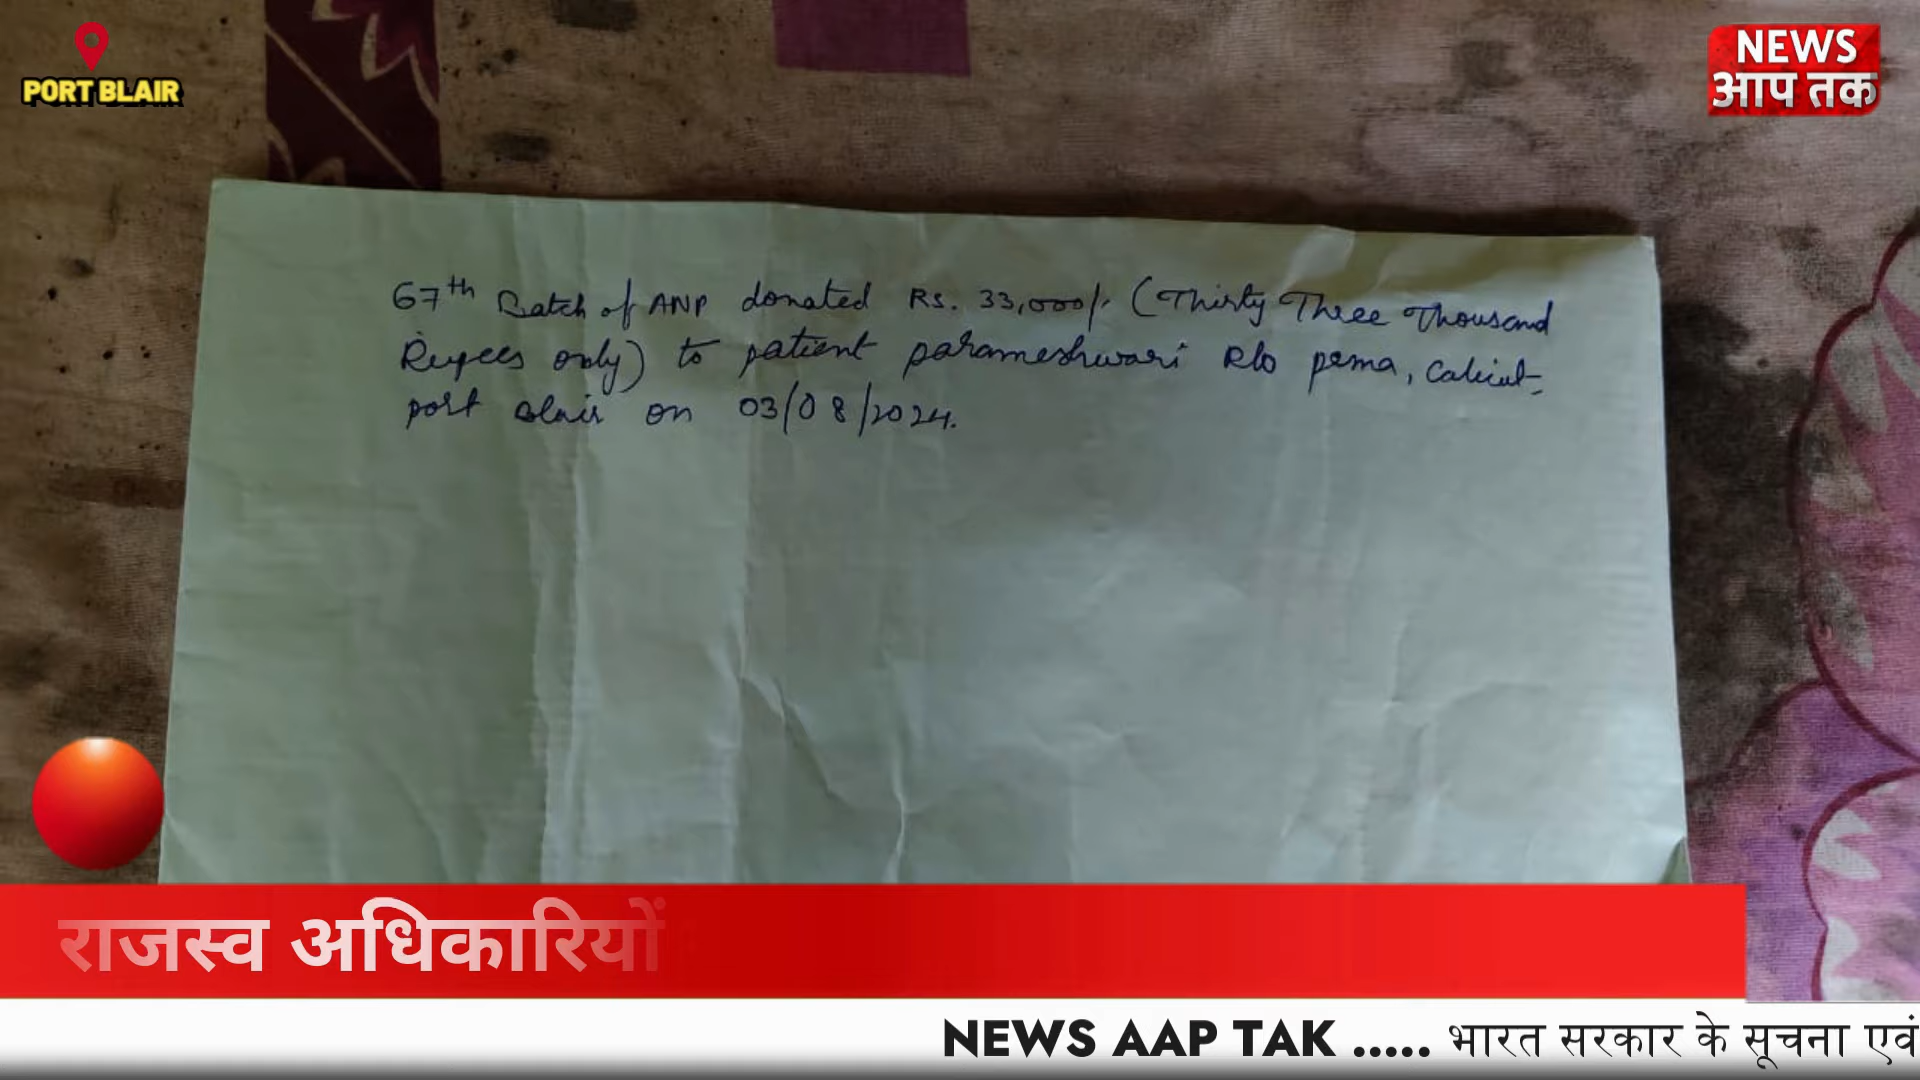 PORT BLAIR
NEWS
आप तक
67th Batch of ANP donated Rs. 33,000/- (Thirty Three Thousand
Rupees only) to patient parameshwari R/o pema, Calicut,
port Blair on 03/08/2024.
राजस्व अधिकारियों
NEWS AAP TAK ..... भारत सरकार के सूचना एवं